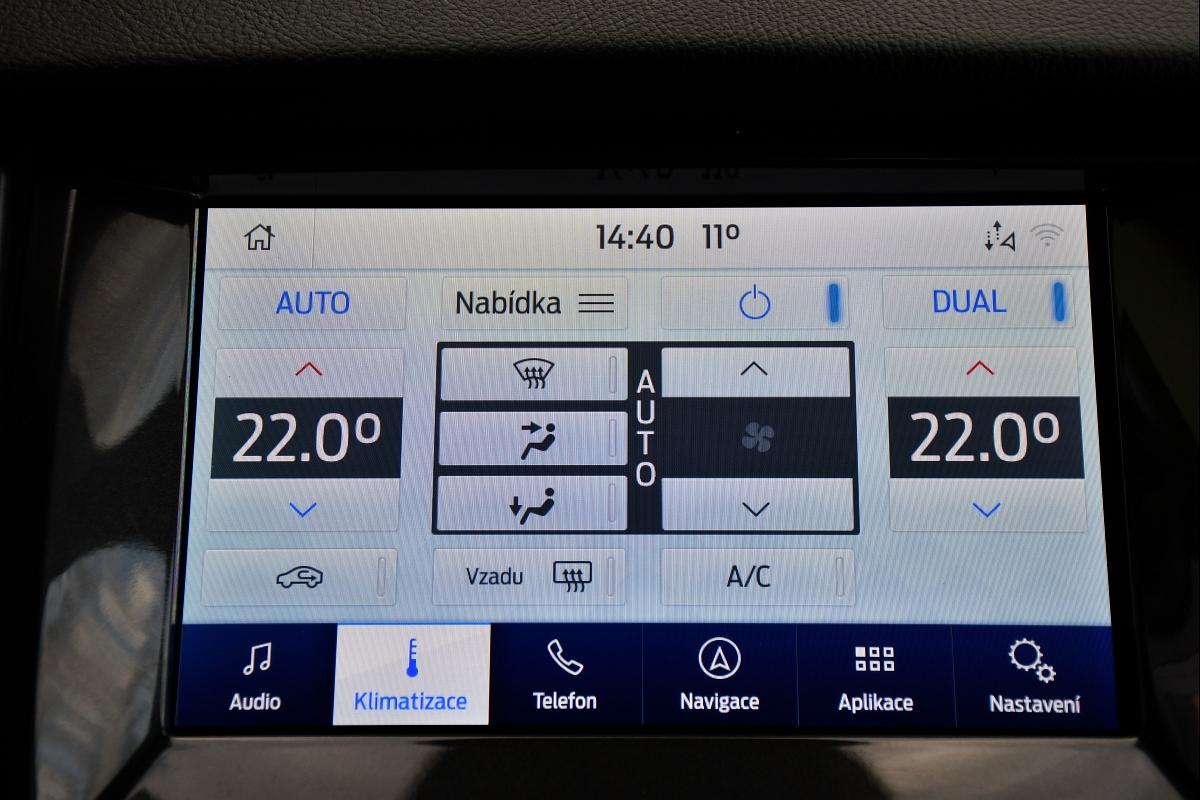 14:40 11°
AUTO Nabídka DUAL
22.0° AUTO 22.0°
Vzadu A/C
Audio Klimatizace Telefon Navigace Aplikace Nastavení